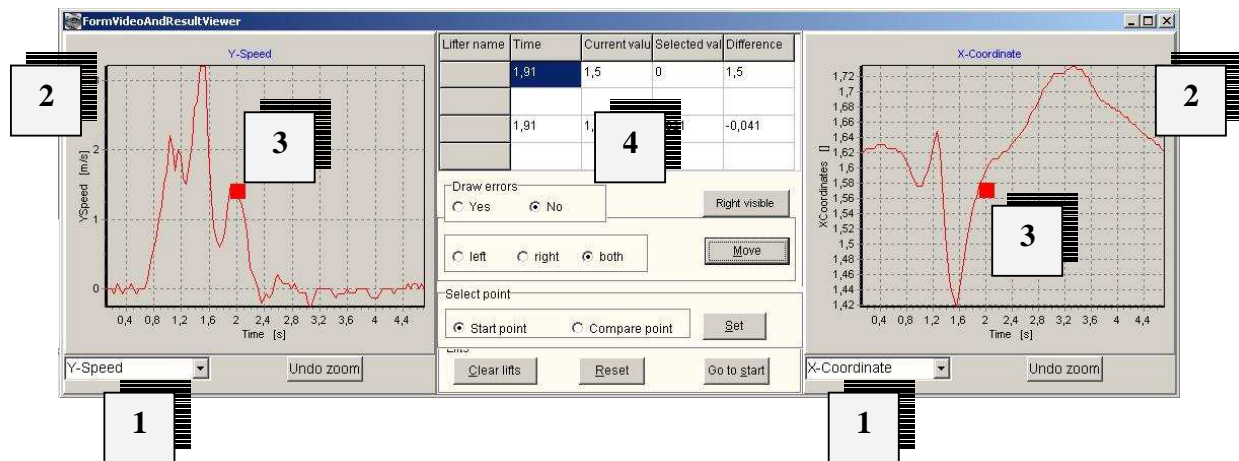 FormVideoAndResultViewer
Y-Speed
2
3
2
1
0
YSpeed [m/s]
0,4 0,8 1,2 1,6 2 2,4 2,8 3,2 3,6 4 4,4
Time [s]
3
Y-Speed
Undo zoom
1
Lifter name Time Current valu Selected val Difference
1,91 1,5 0 1,5
1,91 1, -0,041
4
Draw errors
Yes No
Right visible
left right both
Move
Select point
Start point Compare point
Set
Clear lifts Reset Go to start
X-Coordinate
2
1,72
1,7
1,68
1,66
1,64
1,62
1,6
1,58
1,56
1,54
1,52
1,5
1,48
1,46
1,44
1,42
XCoordinates []
0,4 0,8 1,2 1,6 2 2,4 2,8 3,2 3,6 4 4,4
Time [s]
3
X-Coordinate
Undo zoom
1